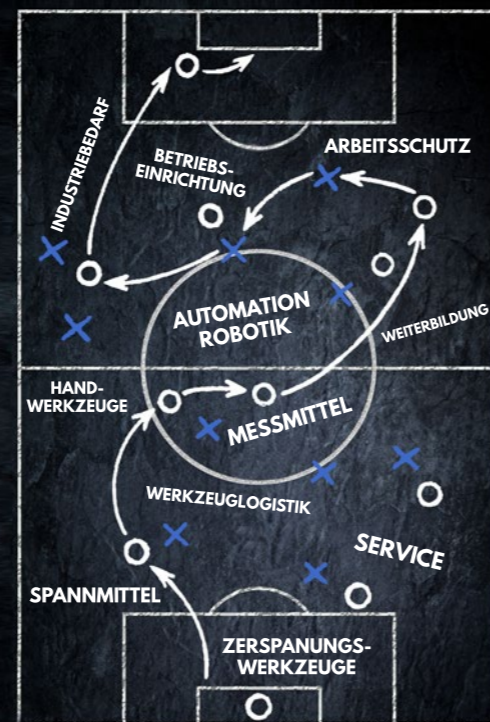 INDUSTRIEBEDARF
ARBEITSSCHUTZ
BETRIEBS-
EINRICHTUNG
AUTOMATION
ROBOTIK
WEITERBILDUNG
HAND-
WERKZEUGE
MESSMITTEL
WERKZEUGLOGISTIK
SERVICE
SPANNMITTEL
ZERSPANUNGS-
WERKZEUGE